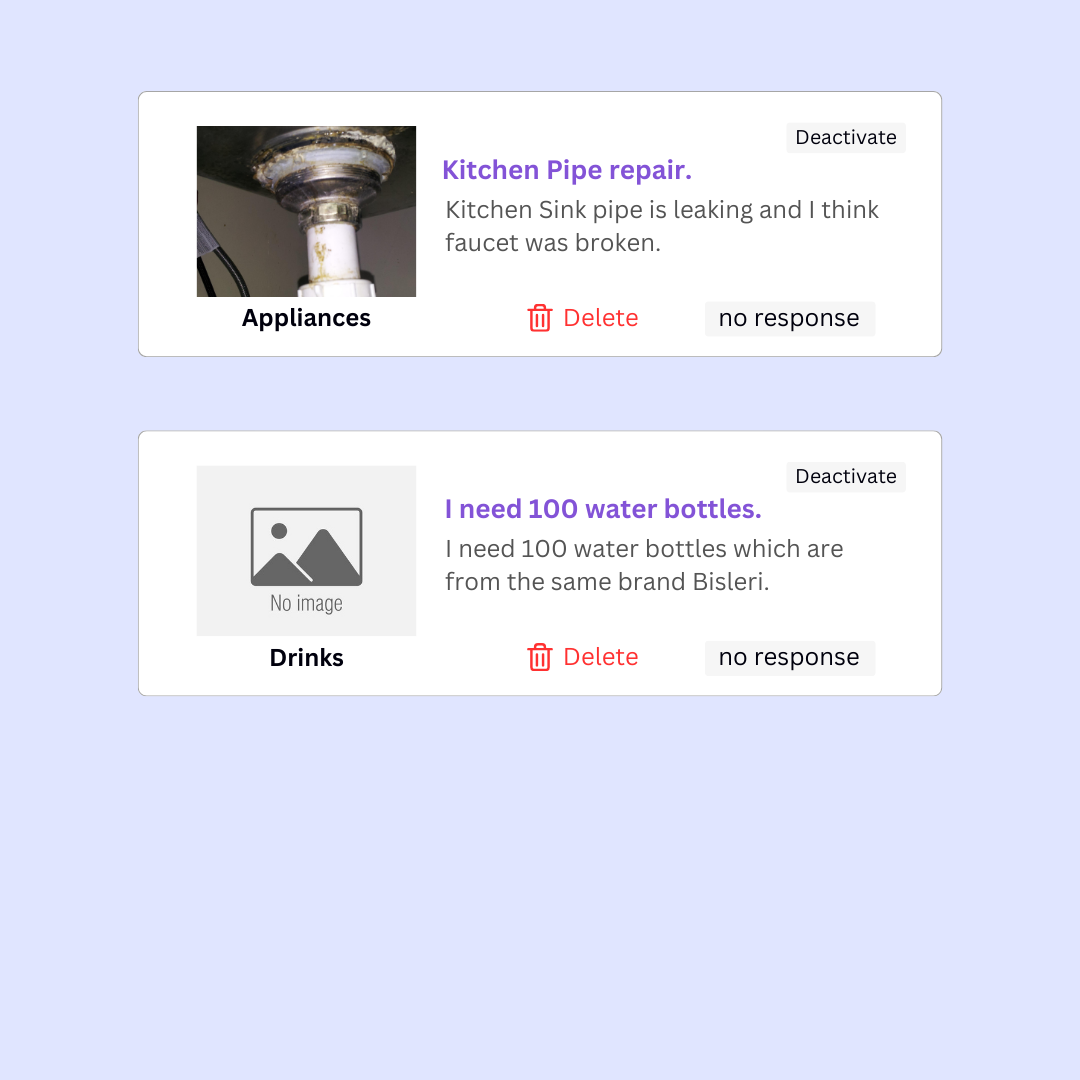 Deactivate
Kitchen Pipe repair.
Kitchen Sink pipe is leaking and I think
faucet was broken.
Appliances
Delete
no response
Deactivate
I need 100 water bottles.
I need 100 water bottles which are
from the same brand Bisleri.
No image
Drinks
Delete
no response